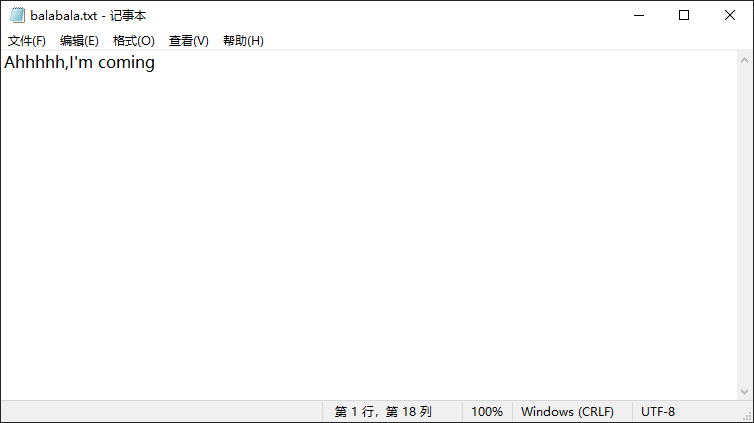 balabala.txt - 记事本
文件(F) 编辑(E) 格式(O) 查看(V) 帮助(H)
Ahhhhh,I'm coming
第 1 行，第 18 列 100% Windows (CRLF) UTF-8